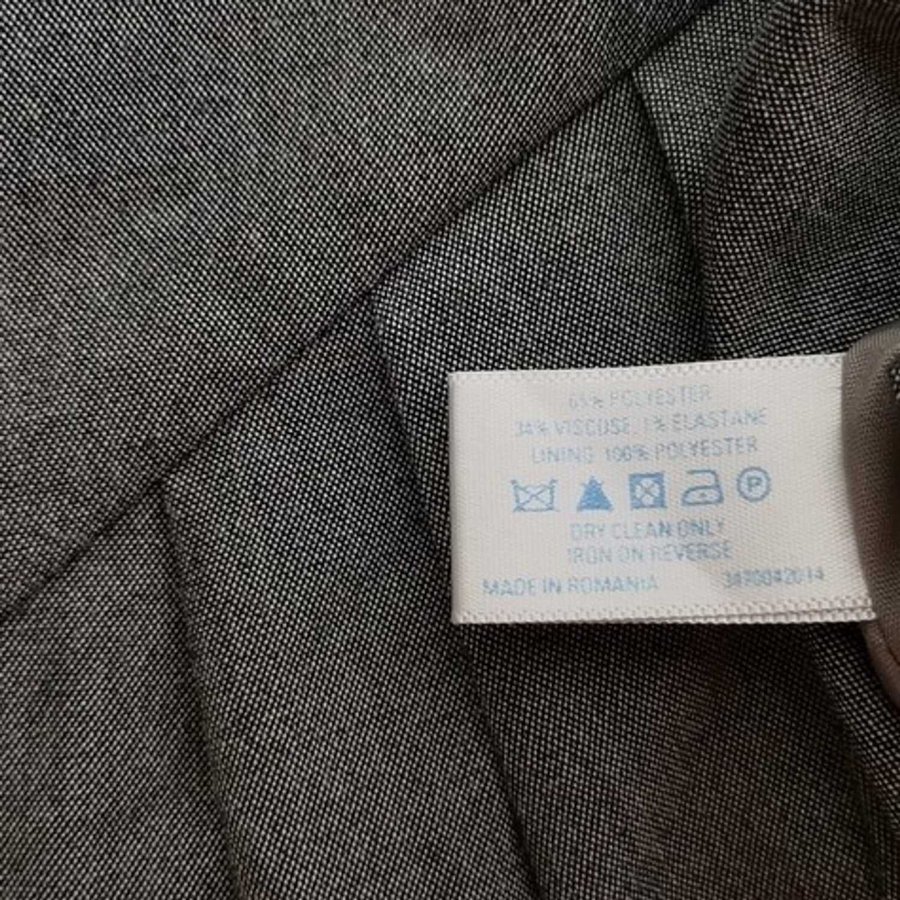 65% POLYESTER
34% VISCOSE, 1% ELASTANE
LINING 100% POLYESTER
P
DRY CLEAN ONLY
IRON ON REVERSE
MADE IN ROMANIA